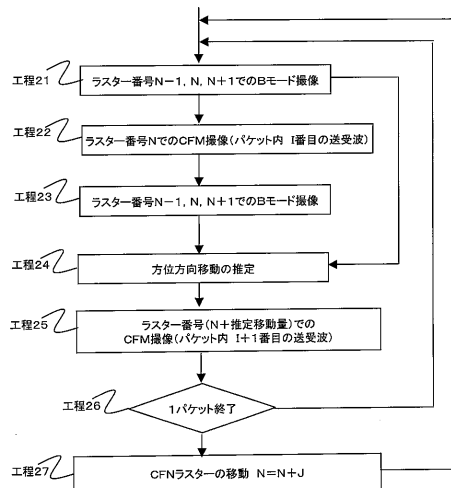 工程21
ラスター番号N-1, N, N+1でのBモード撮像
工程22
ラスター番号NでのCFM撮像(パケット内 I番目の送受波)
工程23
ラスター番号N-1, N, N+1でのBモード撮像
工程24
方位方向移動の推定
工程25
ラスター番号(N+推定移動量)での
CFM撮像(パケット内 I+1番目の送受波)
工程26
1パケット終了
工程27
CFNラスターの移動 N=N+J